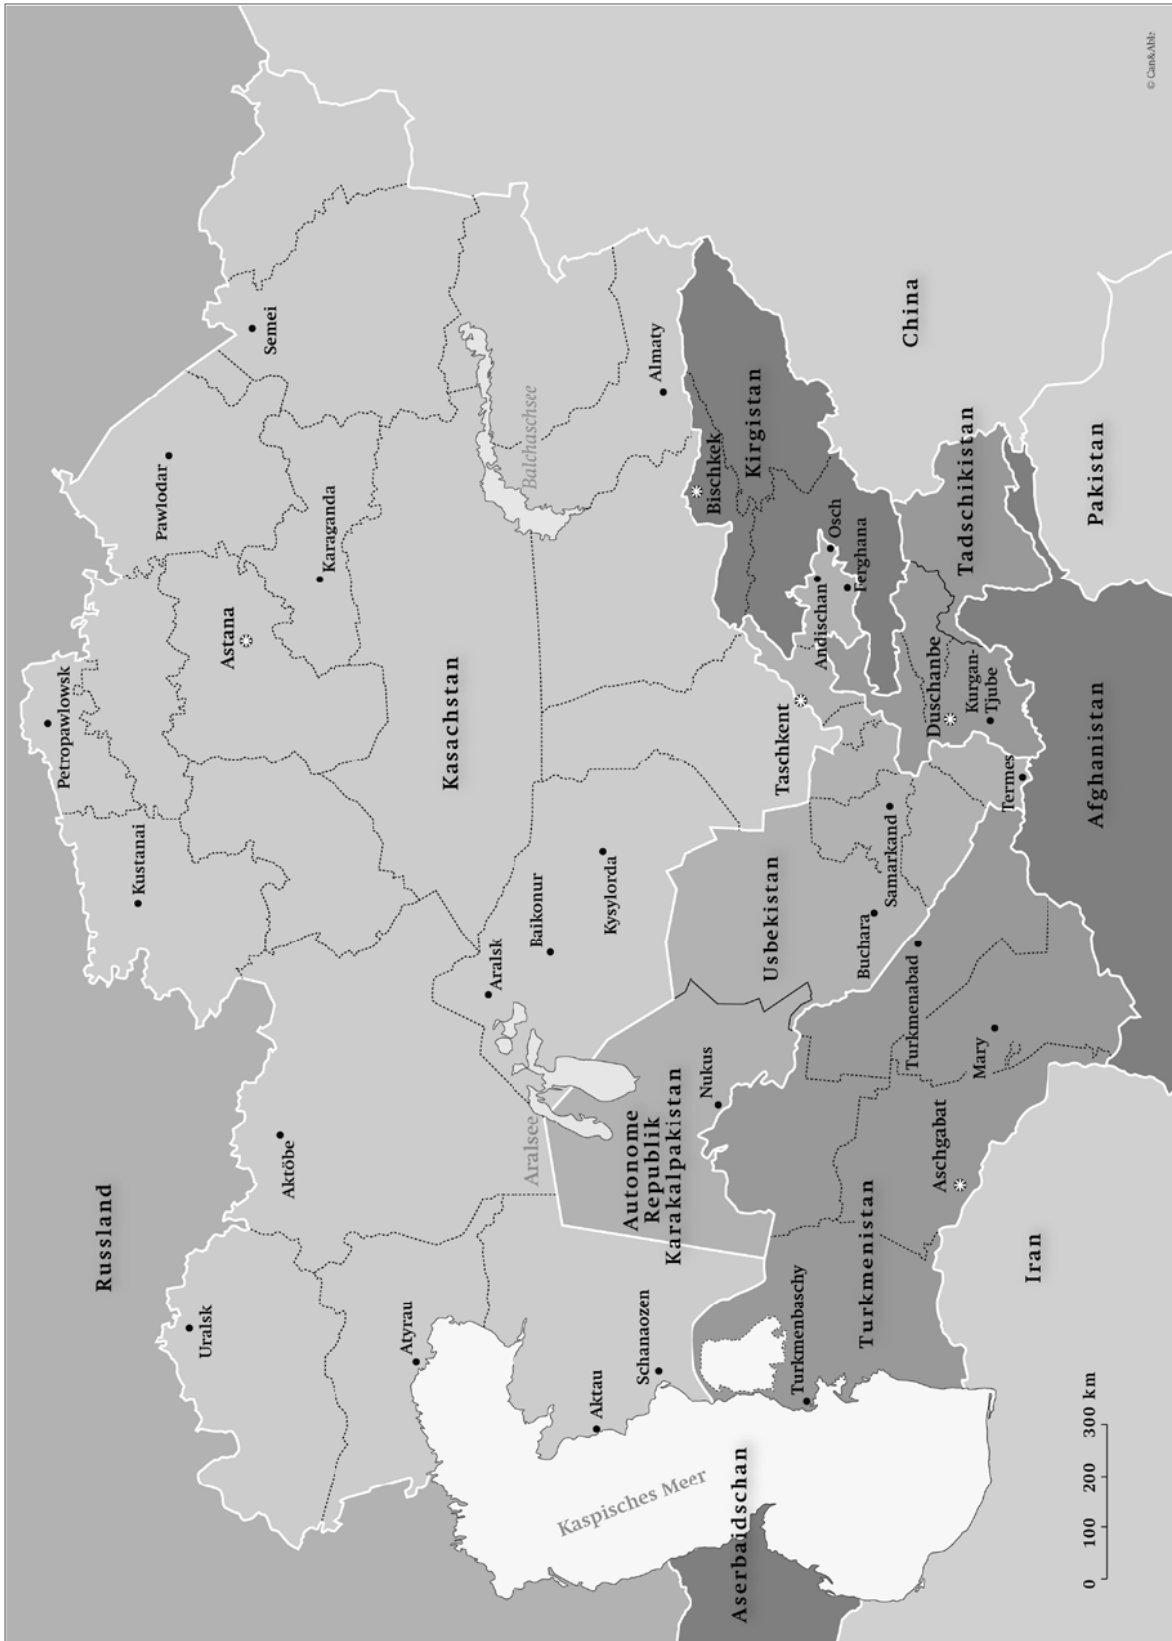 Russland
Petropawlowsk
Kustanai
Pawlodar
Astana
Semei
Karaganda
Uralsk
Aktöbe
Atyrau
Kasachstan
Aralsk
Baikonur
Kysylorda
Balchaschsee
Almaty
Aralsee
Kaspisches Meer
Aktau
Schanaozen
Autonome
Republik
Karakalpakistan
Nukus
Usbekistan
Taschkent
Bischkek
Kirgistan
Andischan
Osch
Ferghana
China
Aserbaidschan
Turkmenbaschy
Turkmenistan
Buchara
Samarkand
Turkmenabad
Duschanbe
Kurgan-
Tjube
Tadschikistan
Termes
Mary
Aschgabat
Iran
Afghanistan
Pakistan
0 100 200 300 km
© Can&Able